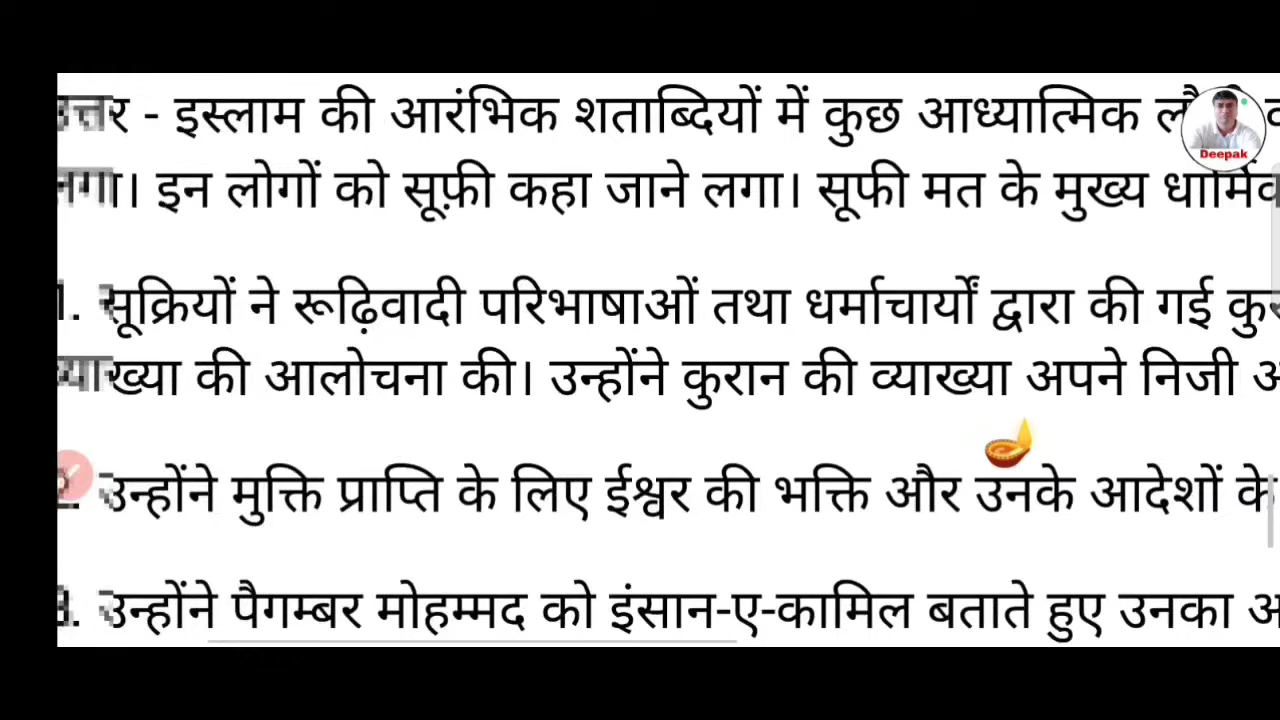 उत्तर - इस्लाम की आरंभिक शताब्दियों में कुछ आध्यात्मिक
Deepak
लगा। इन लोगों को सूफ़ी कहा जाने लगा। सूफी मत के मुख्य
1. सूक्रियों ने रूढ़िवादी परिभाषाओं तथा धर्माचार्यों द्वारा की गई
व्याख्या की आलोचना की। उन्होंने कुरान की व्याख्या अपने निजी
2. उन्होंने मुक्ति प्राप्ति के लिए ईश्वर की भक्ति और उनके आदेशों के
3. उन्होंने पैगम्बर मोहम्मद को इंसान-ए-कामिल बताते हुए उनका